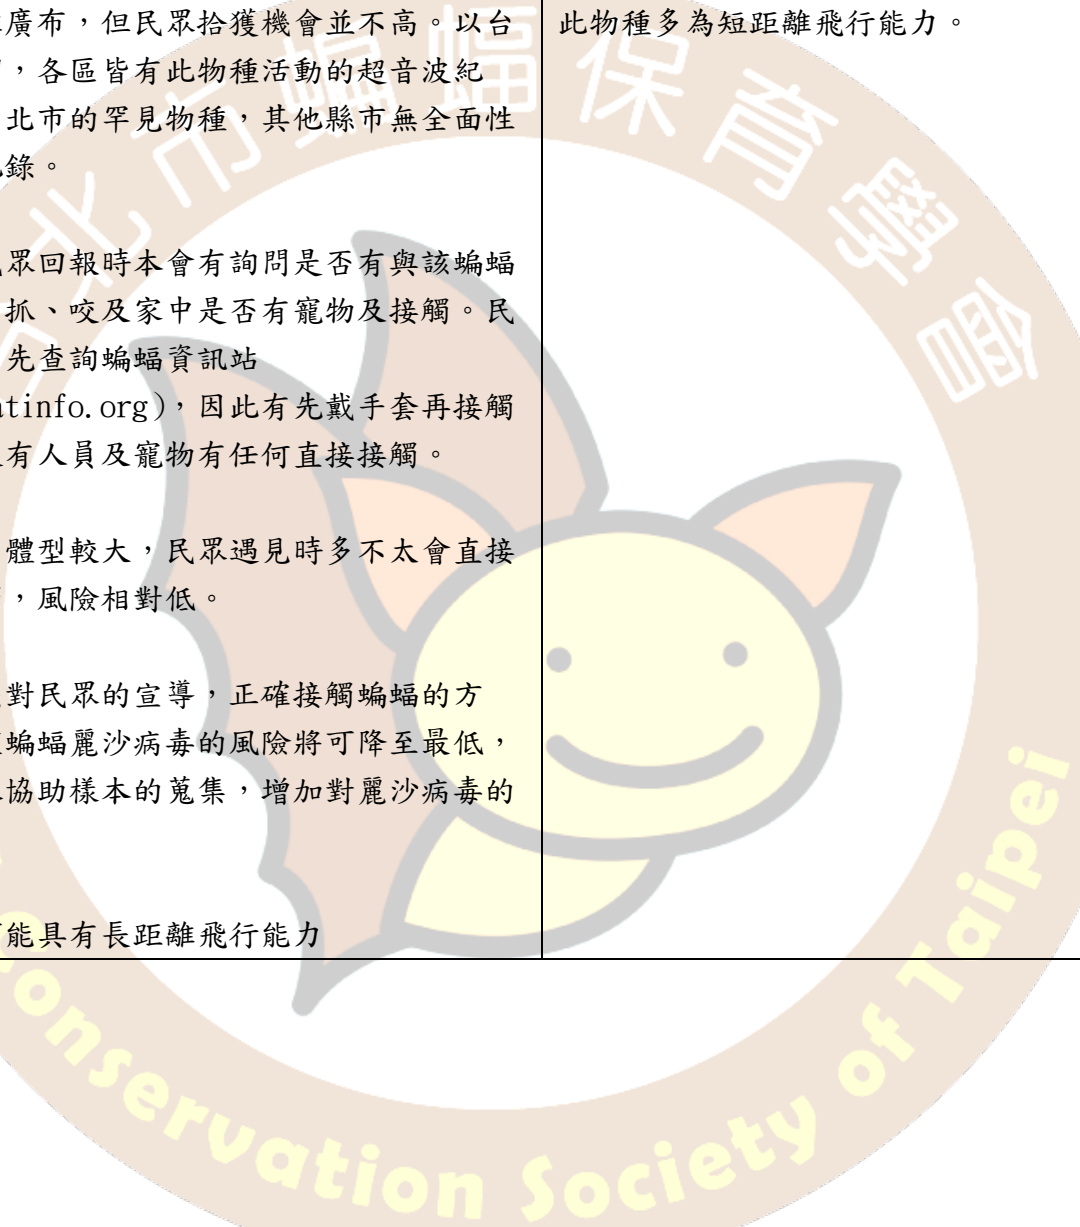 廣布，但民眾拾獲機會並不高。以台
，各區皆有此物種活動的超音波紀
北市的罕見物種，其他縣市無全面性
錄。
眾回報時本會有詢問是否有與該蝙蝠
抓、咬及家中是否有寵物及接觸。民
先查詢蝙蝠資訊站
atinfo.org)，因此有先戴手套再接觸
有人員及寵物有任何直接接觸。
體型較大，民眾遇見時多不太會直接
，風險相對低。
對民眾的宣導，正確接觸蝙蝠的方
蝙蝠麗沙病毒的風險將可降至最低，
協助樣本的蒐集，增加對麗沙病毒的
能具有長距離飛行能力
此物種多為短距離飛行能力。
北市蝙蝠保育學會
Conservation Society of Taipei